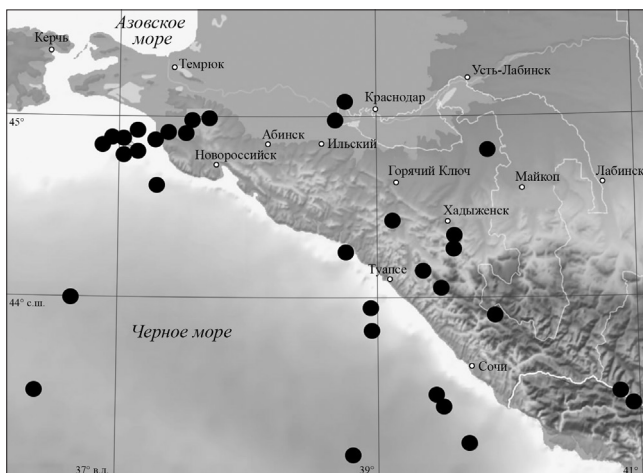 Азовское
море
Керчь
Темрюк
Усть-Лабинск
Краснодар
45°
Абинск
Ильский
Новороссийск
Горячий Ключ
Майкоп
Лабинск
Хадыженск
Туапсе
44° с.ш.
Черное море
Сочи
37° в.д.
39°
41°